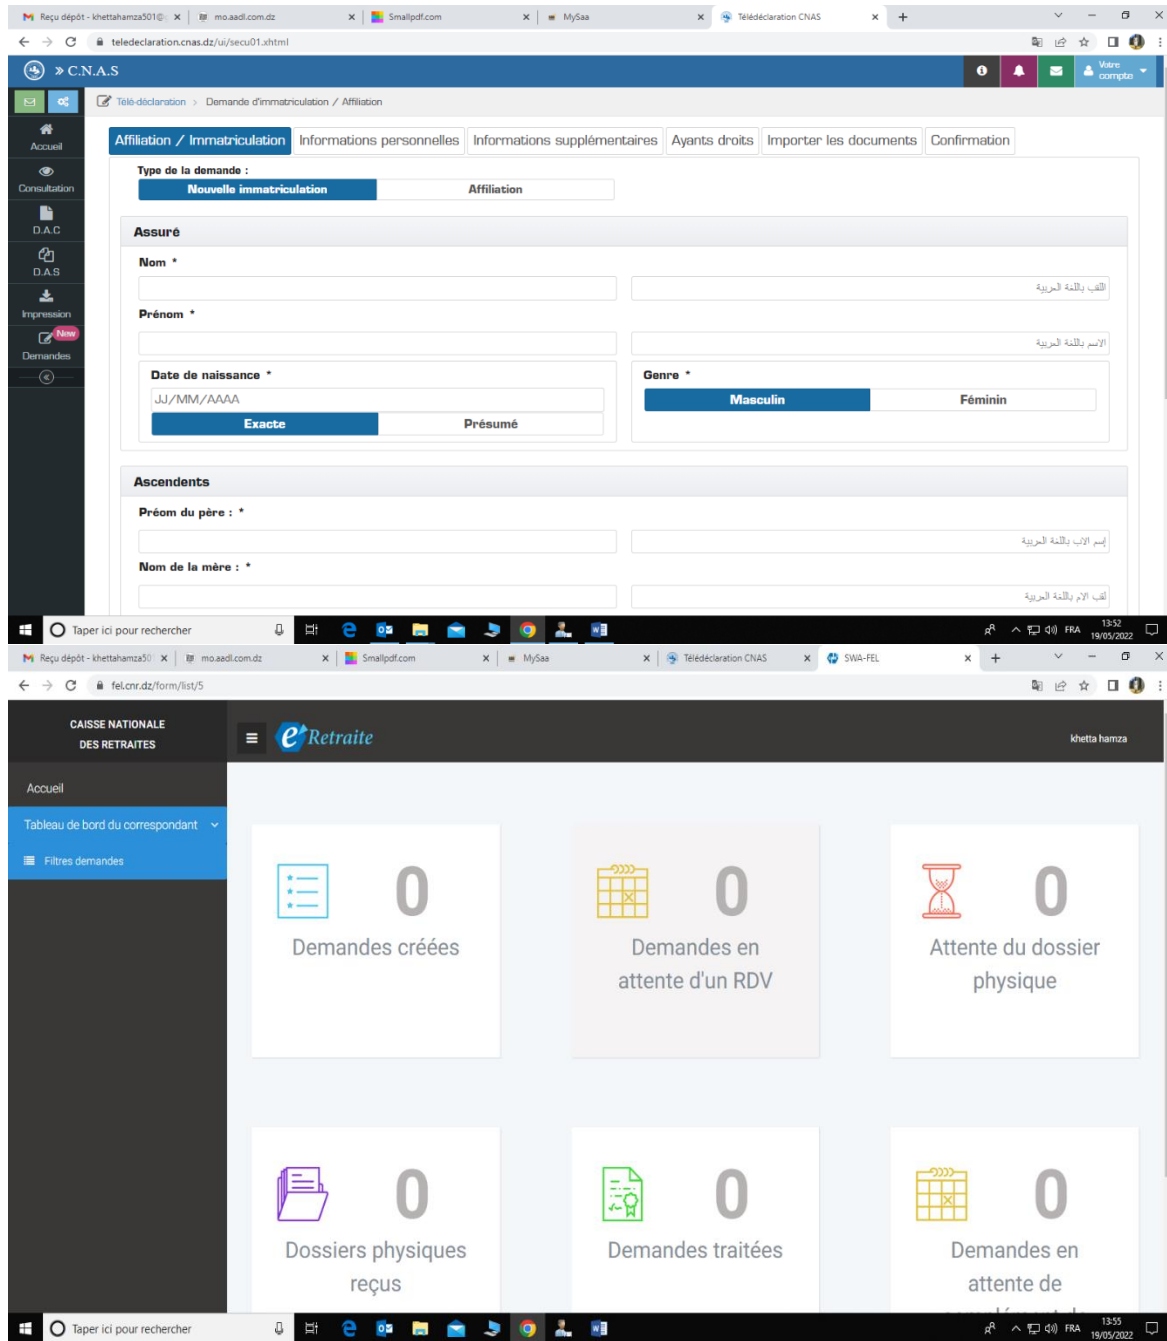 Reçu dépôt - khettahamza501@ mo.aadl.com.dz Smallpdf.com MySaa Télédéclaration CNAS
teledeclaration.cnas.dz/ui/secu01.xhtml
» C.N.A.S Votre compte
Télé-déclaration > Demande d'immatriculation / Affiliation
Accueil
Consultation
D.A.C
D.A.S
Impression
New
Demandes
Affiliation / Immatriculation Informations personnelles Informations supplémentaires Ayants droits Importer les documents Confirmation
Type de la demande :
Nouvelle immatriculation Affiliation
Assuré
Nom *
اللقب باللغة العربية
Prénom *
الاسم باللغة العربية
Date de naissance * Genre *
JJ/MM/AAAA
Masculin Féminin
Exacte Présumé
Ascendents
Préom du père : *
إسم الاب باللغة العربية
Nom de la mère : *
لقب الام باللغة العربية
Taper ici pour rechercher FRA 13:52
19/05/2022
Reçu dépôt - khettahamza50 mo.aadl.com.dz Smallpdf.com MySaa Télédéclaration CNAS SWA-FEL
fel.cnr.dz/form/list/5
CAISSE NATIONALE
DES RETRAITES
e Retraite khetta hamza
Accueil
Tableau de bord du correspondant
Filtres demandes
0 0 0
Demandes créées
Demandes en
attente d'un RDV
Attente du dossier
physique
0 0 0
Dossiers physiques
reçus
Demandes traitées
Demandes en
attente de
Taper ici pour rechercher FRA 13:55
19/05/2022